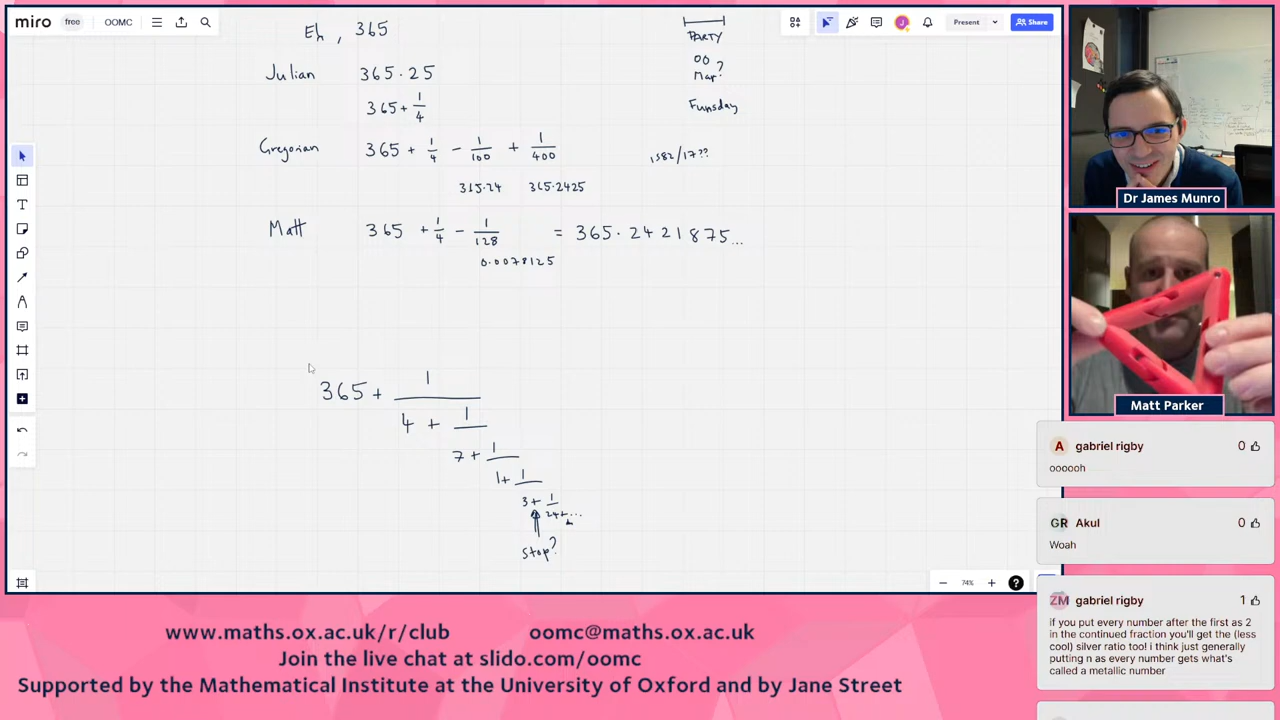 miro free OOMC
Present
Share
Eh, 365
Julian 365.25
365 + 1/4
Gregorian 365 + 1/4 - 1/100 + 1/400
365.24 365.2425
Matt 365 + 1/4 - 1/128 = 365.2421875...
0.0078125
PARTY
00
Mar?
Funsday
1582/17??
365 + 1
4 + 1
7 + 1
1 + 1
3 + 1
24+...
Stop?
74%
Dr James Munro
Matt Parker
A gabriel rigby 0
oooooh
GR Akul 0
Woah
ZM gabriel rigby 1
if you put every number after the first as 2
in the continued fraction you'll get the (less
cool) silver ratio too! i think just generally
putting n as every number gets what's
called a metallic number
www.maths.ox.ac.uk/r/club oomc@maths.ox.ac.uk
Join the live chat at slido.com/oomc
Supported by the Mathematical Institute at the University of Oxford and by Jane Street